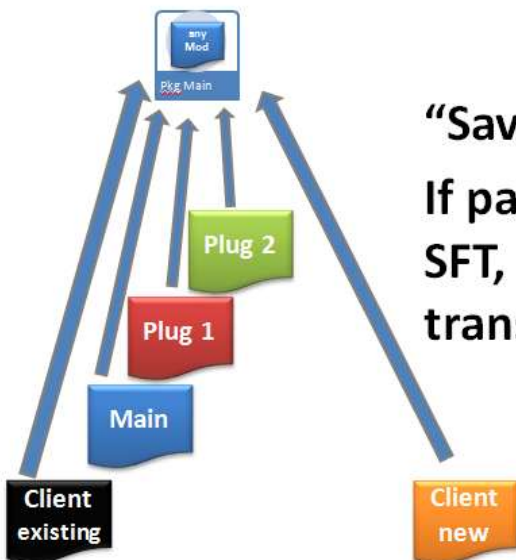 any
Mod
Pkg Main
“Sav
If pa
SFT,
trans
Plug 2
Plug 1
Main
Client
existing
Client
new